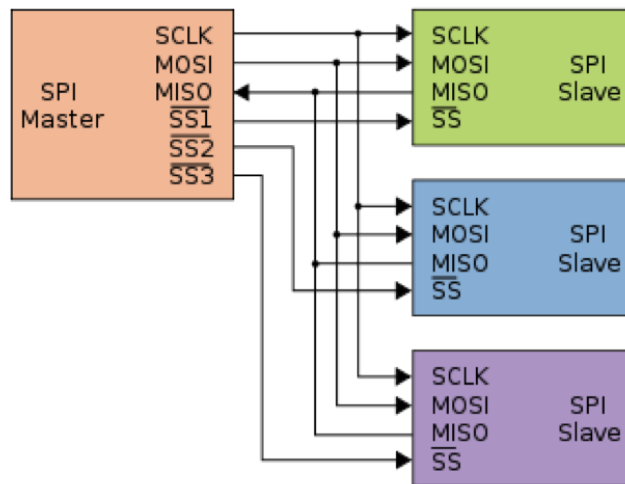 SPI
Master
SCLK
MOSI
MISO
SS1
SS2
SS3
SCLK
MOSI
MISO
SS
SPI
Slave
SCLK
MOSI
MISO
SS
SPI
Slave
SCLK
MOSI
MISO
SS
SPI
Slave